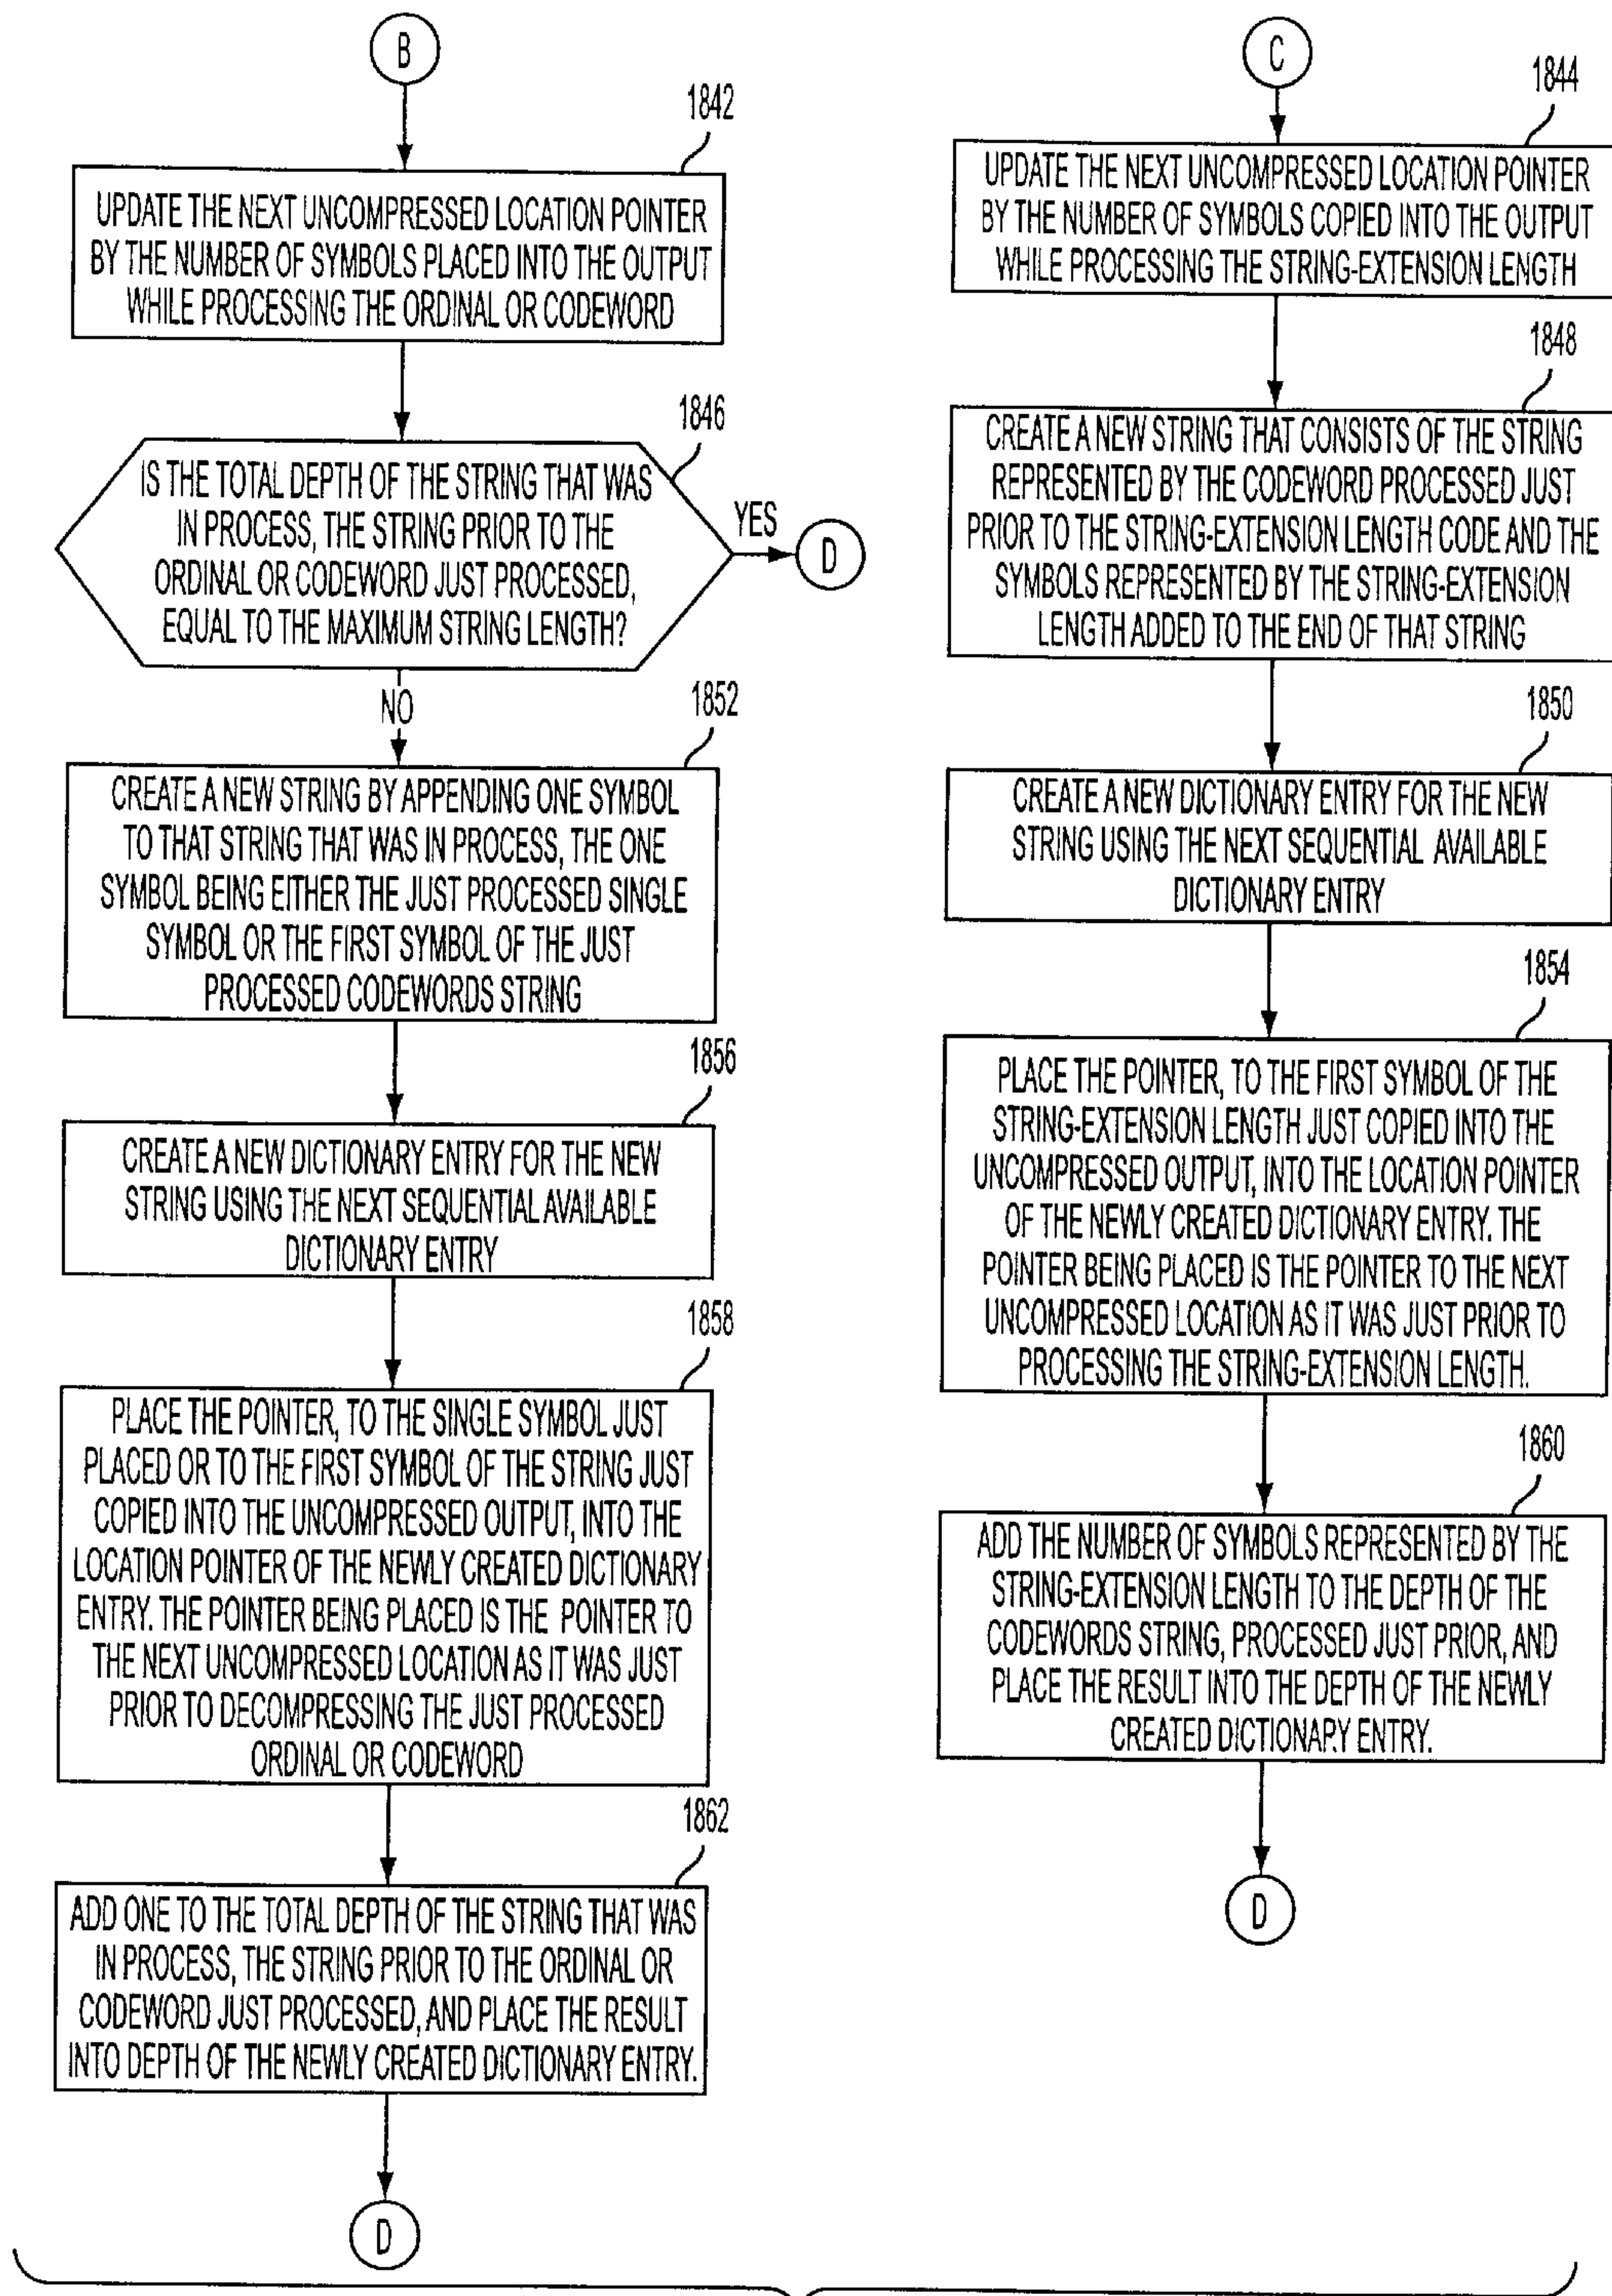 B
1842
UPDATE THE NEXT UNCOMPRESSED LOCATION POINTER
BY THE NUMBER OF SYMBOLS PLACED INTO THE OUTPUT
WHILE PROCESSING THE ORDINAL OR CODEWORD
1846
IS THE TOTAL DEPTH OF THE STRING THAT WAS
IN PROCESS, THE STRING PRIOR TO THE
ORDINAL OR CODEWORD JUST PROCESSED,
EQUAL TO THE MAXIMUM STRING LENGTH?
YES
D
NO
1852
CREATE A NEW STRING BY APPENDING ONE SYMBOL
TO THAT STRING THAT WAS IN PROCESS, THE ONE
SYMBOL BEING EITHER THE JUST PROCESSED SINGLE
SYMBOL OR THE FIRST SYMBOL OF THE JUST
PROCESSED CODEWORDS STRING
1856
CREATE A NEW DICTIONARY ENTRY FOR THE NEW
STRING USING THE NEXT SEQUENTIAL AVAILABLE
DICTIONARY ENTRY
1858
PLACE THE POINTER, TO THE SINGLE SYMBOL JUST
PLACED OR TO THE FIRST SYMBOL OF THE STRING JUST
COPIED INTO THE UNCOMPRESSED OUTPUT, INTO THE
LOCATION POINTER OF THE NEWLY CREATED DICTIONARY
ENTRY. THE POINTER BEING PLACED IS THE POINTER TO
THE NEXT UNCOMPRESSED LOCATION AS IT WAS JUST
PRIOR TO DECOMPRESSING THE JUST PROCESSED
ORDINAL OR CODEWORD
1862
ADD ONE TO THE TOTAL DEPTH OF THE STRING THAT WAS
IN PROCESS, THE STRING PRIOR TO THE ORDINAL OR
CODEWORD JUST PROCESSED, AND PLACE THE RESULT
INTO DEPTH OF THE NEWLY CREATED DICTIONARY ENTRY.
D
C
1844
UPDATE THE NEXT UNCOMPRESSED LOCATION POINTER
BY THE NUMBER OF SYMBOLS COPIED INTO THE OUTPUT
WHILE PROCESSING THE STRING-EXTENSION LENGTH
1848
CREATE A NEW STRING THAT CONSISTS OF THE STRING
REPRESENTED BY THE CODEWORD PROCESSED JUST
PRIOR TO THE STRING-EXTENSION LENGTH CODE AND THE
SYMBOLS REPRESENTED BY THE STRING-EXTENSION
LENGTH ADDED TO THE END OF THAT STRING
1850
CREATE A NEW DICTIONARY ENTRY FOR THE NEW
STRING USING THE NEXT SEQUENTIAL AVAILABLE
DICTIONARY ENTRY
1854
PLACE THE POINTER, TO THE FIRST SYMBOL OF THE
STRING-EXTENSION LENGTH JUST COPIED INTO THE
UNCOMPRESSED OUTPUT, INTO THE LOCATION POINTER
OF THE NEWLY CREATED DICTIONARY ENTRY. THE
POINTER BEING PLACED IS THE POINTER TO THE NEXT
UNCOMPRESSED LOCATION AS IT WAS JUST PRIOR TO
PROCESSING THE STRING-EXTENSION LENGTH.
1860
ADD THE NUMBER OF SYMBOLS REPRESENTED BY THE
STRING-EXTENSION LENGTH TO THE DEPTH OF THE
CODEWORDS STRING, PROCESSED JUST PRIOR, AND
PLACE THE RESULT INTO THE DEPTH OF THE NEWLY
CREATED DICTIONARY ENTRY.
D